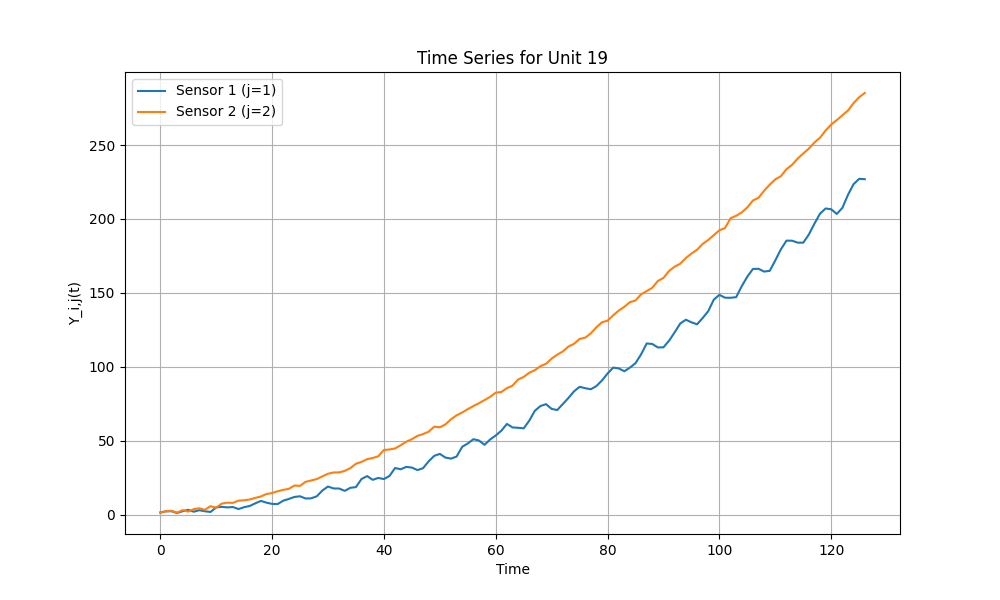 Time Series for Unit 19
Sensor 1 (j=1)
Sensor 2 (j=2)
Y_i,j(t)
250
200
150
100
50
0
0 20 40 60 80 100 120
Time